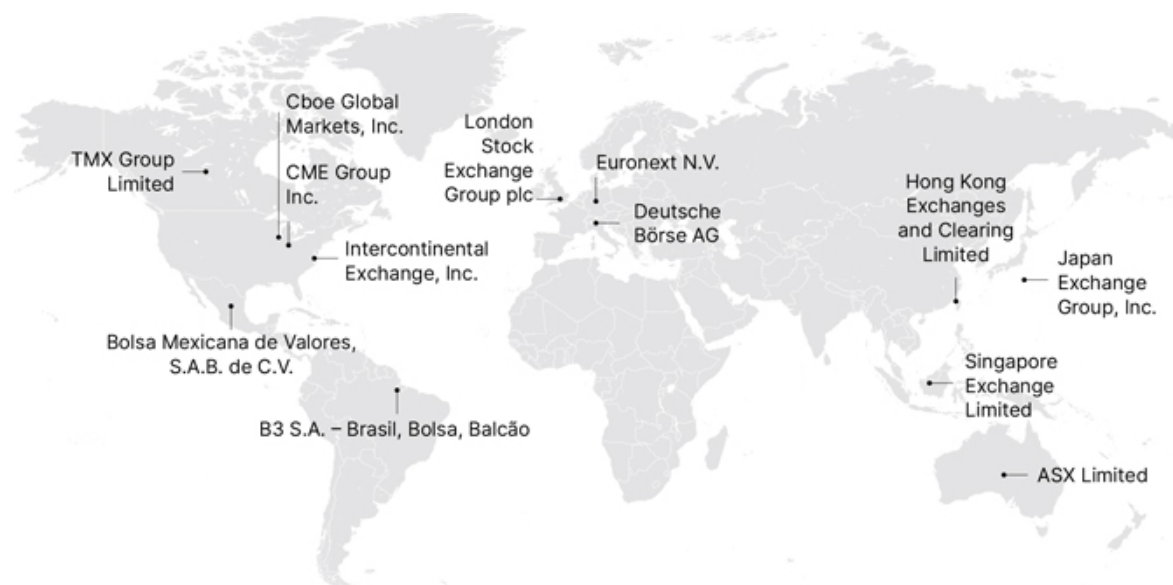 Cboe Global
Markets, Inc.
TMX Group
Limited
CME Group
Inc.
Intercontinental
Exchange, Inc.
Bolsa Mexicana de Valores,
S.A.B. de C.V.
B3 S.A. – Brasil, Bolsa, Balcão
London
Stock
Exchange
Group plc
Euronext N.V.
Deutsche
Börse AG
Hong Kong
Exchanges
and Clearing
Limited
Japan
Exchange
Group, Inc.
Singapore
Exchange
Limited
ASX Limited